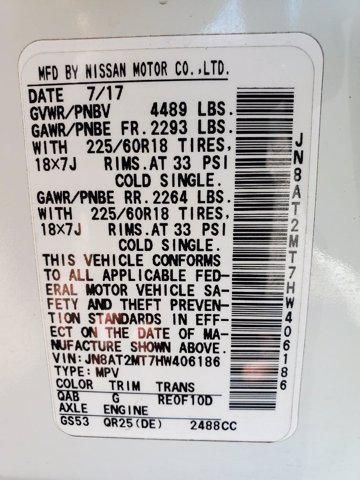 MFD BY NISSAN MOTOR CO.,LTD.
DATE 7/17
GVWR/PNBV 4489 LBS.
GAWR/PNBE FR. 2293 LBS.
WITH 225/60R18 TIRES,
18×7J RIMS. AT 33 PSI
COLD SINGLE.
GAWR/PNBE RR. 2264 LBS.
WITH 225/60R18 TIRES,
18×7J RIMS. AT 33 PSI
COLD SINGLE.
THIS VEHICLE CONFORMS
TO ALL APPLICABLE FED-
ERAL MOTOR VEHICLE SA-
FETY AND THEFT PREVEN-
TION STANDARDS IN EFF-
ECT ON THE DATE OF MA-
NUFACTURE SHOWN ABOVE.
VIN: JN8AT2MT7HW406186
TYPE: MPV
COLOR TRIM TRANS
QAB G RE0F10D
AXLE ENGINE
GS53 QR25(DE) 2488CC
JN8AT2MT7HW406186